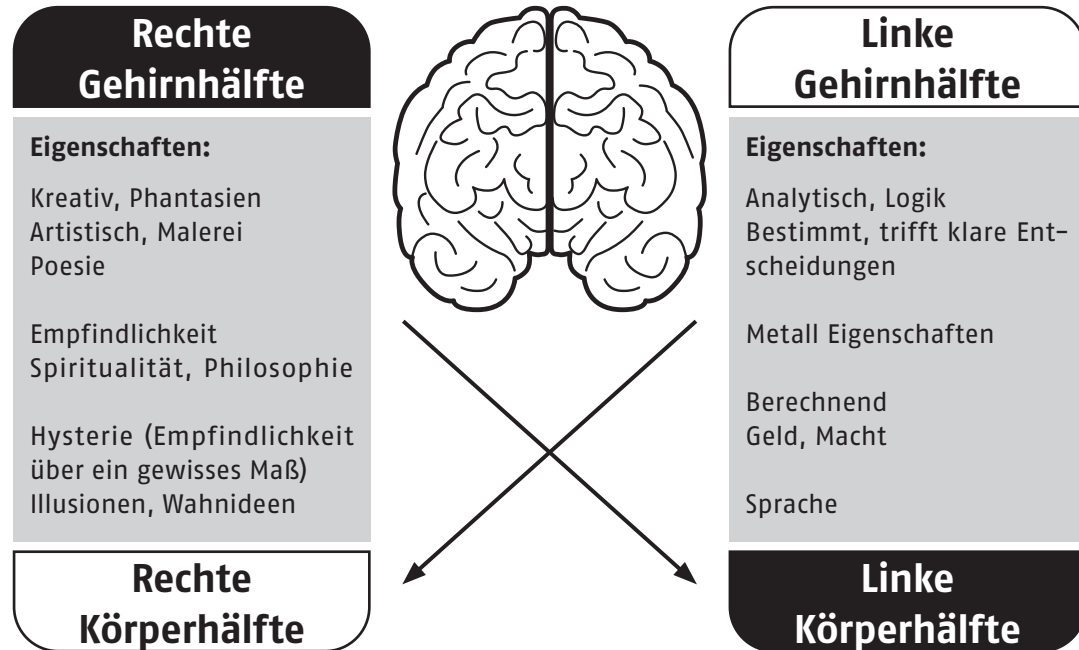 Rechte
Gehirnhälfte
Eigenschaften:
Kreativ, Phantasien
Artistisch, Malerei
Poesie
Empfindlichkeit
Spiritualität, Philosophie
Hysterie (Empfindlichkeit
über ein gewisses Maß)
Illusionen, Wahnideen
Rechte
Körperhälfte
Linke
Gehirnhälfte
Eigenschaften:
Analytisch, Logik
Bestimmt, trifft klare Ent-
scheidungen
Metall Eigenschaften
Berechnend
Geld, Macht
Sprache
Linke
Körperhälfte